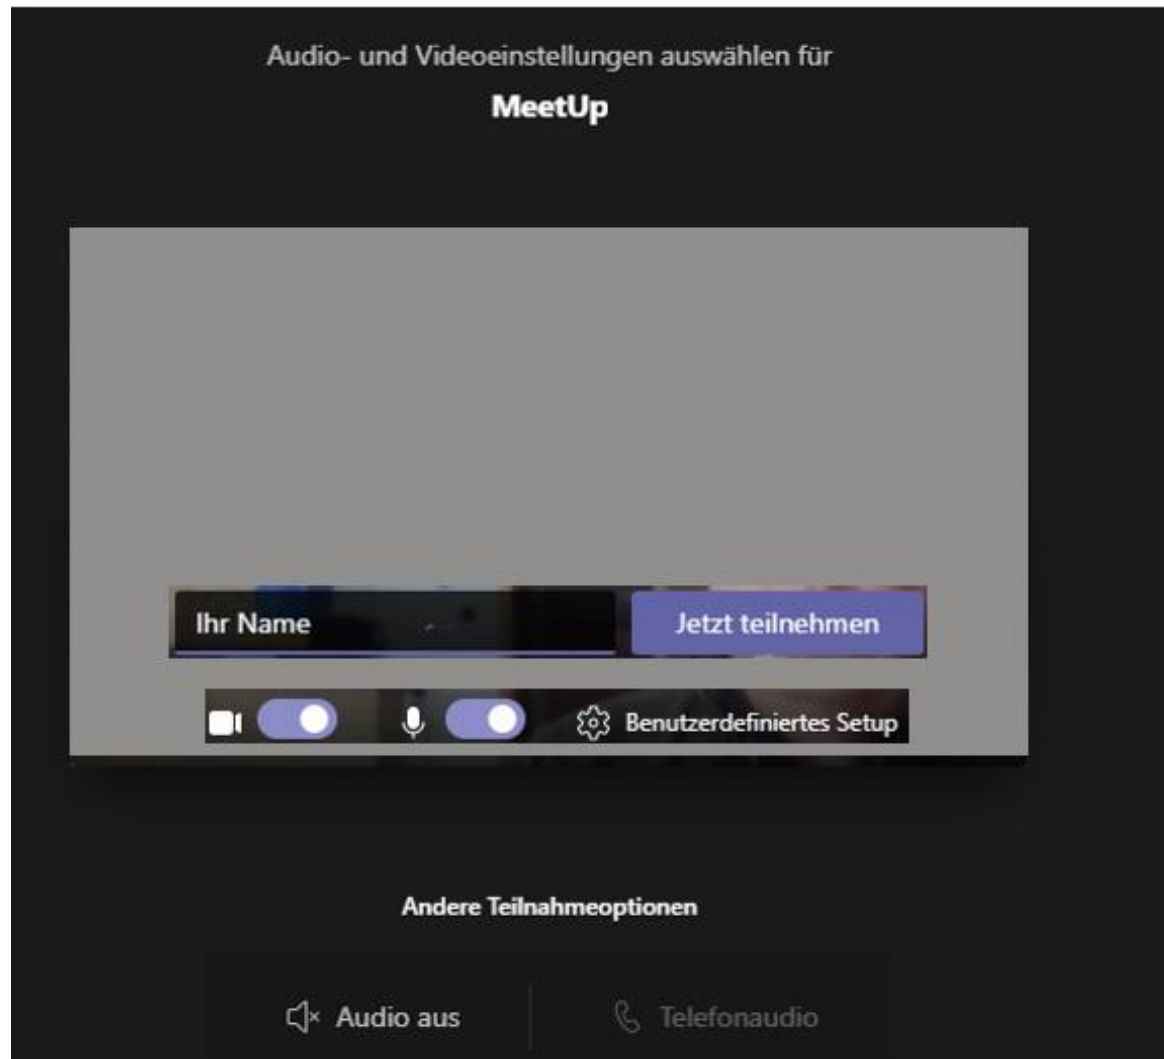 Audio- und Videoeinstellungen auswählen für
MeetUp
Ihr Name
Jetzt teilnehmen
Benutzerdefiniertes Setup
Andere Teilnahmeoptionen
Audio aus
Telefonaudio